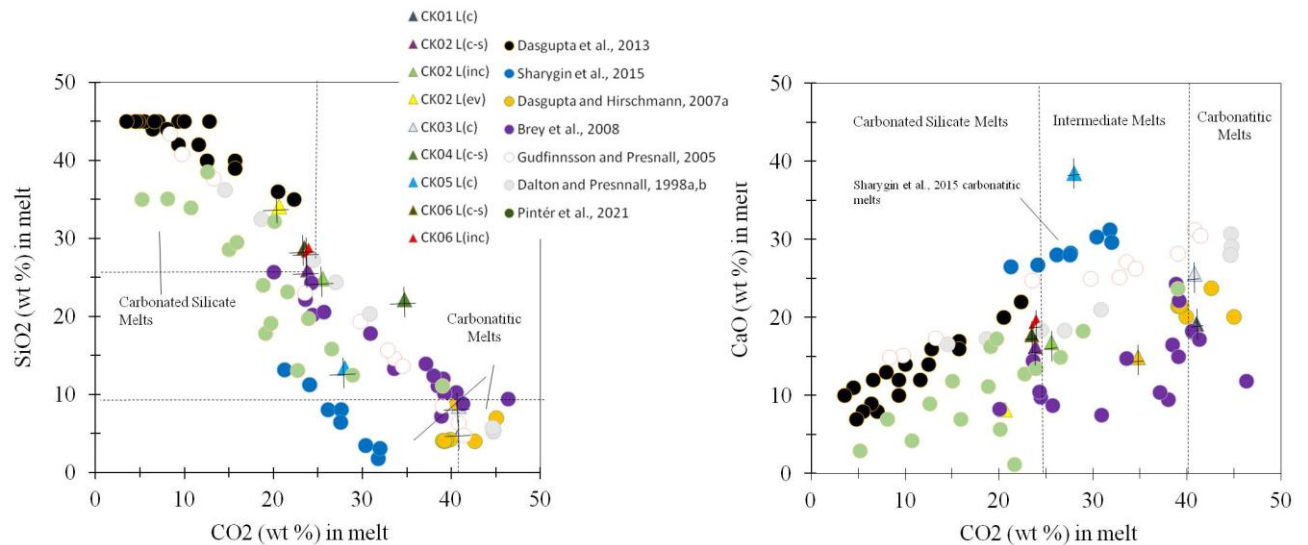 CK01 L(c)
CK02 L(c-s)
CK02 L(inc)
CK02 L(ev)
CK03 L(c)
CK04 L(c-s)
CK05 L(c)
CK06 L(c-s)
CK06 L(inc)
Dasgupta et al., 2013
Sharygin et al., 2015
Dasgupta and Hirschmann, 2007a
Brey et al., 2008
Gudfinnsson and Presnall, 2005
Dalton and Presnnall, 1998a,b
Pintér et al., 2021
50
40
30
20
10
0
SiO2 (wt %) in melt
Carbonated Silicate
Melts
Carbonatitic
Melts
0
10
20
30
40
50
CO2 (wt %) in melt
50
40
30
20
10
0
CaO (wt %) in melt
Carbonated Silicate Melts
Intermediate Melts
Carbonatitic
Melts
Sharygin et al., 2015 carbonatitic
melts
0
10
20
30
40
50
CO2 (wt %) in melt